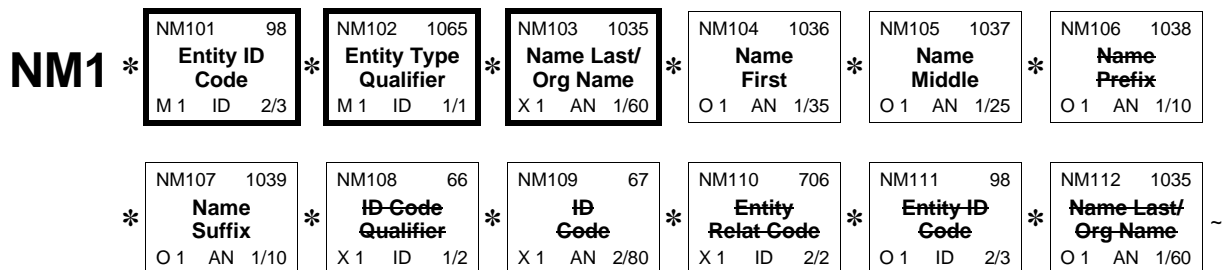 NM101 98 NM102 1065 NM103 1035 NM104 1036 NM105 1037 NM106 1038
NM1 * Entity ID Code * Entity Type Qualifier * Name Last/ Org Name * Name First * Name Middle * Name Prefix
M 1 ID 2/3 M 1 ID 1/1 X 1 AN 1/60 O 1 AN 1/35 O 1 AN 1/25 O 1 AN 1/10
NM107 1039 NM108 66 NM109 67 NM110 706 NM111 98 NM112 1035
* Name Suffix * ID Code Qualifier * ID Code * Entity Relat Code * Entity ID Code * Name Last/ Org Name ~
O 1 AN 1/10 X 1 ID 1/2 X 1 AN 2/80 X 1 ID 2/2 O 1 ID 2/3 O 1 AN 1/60